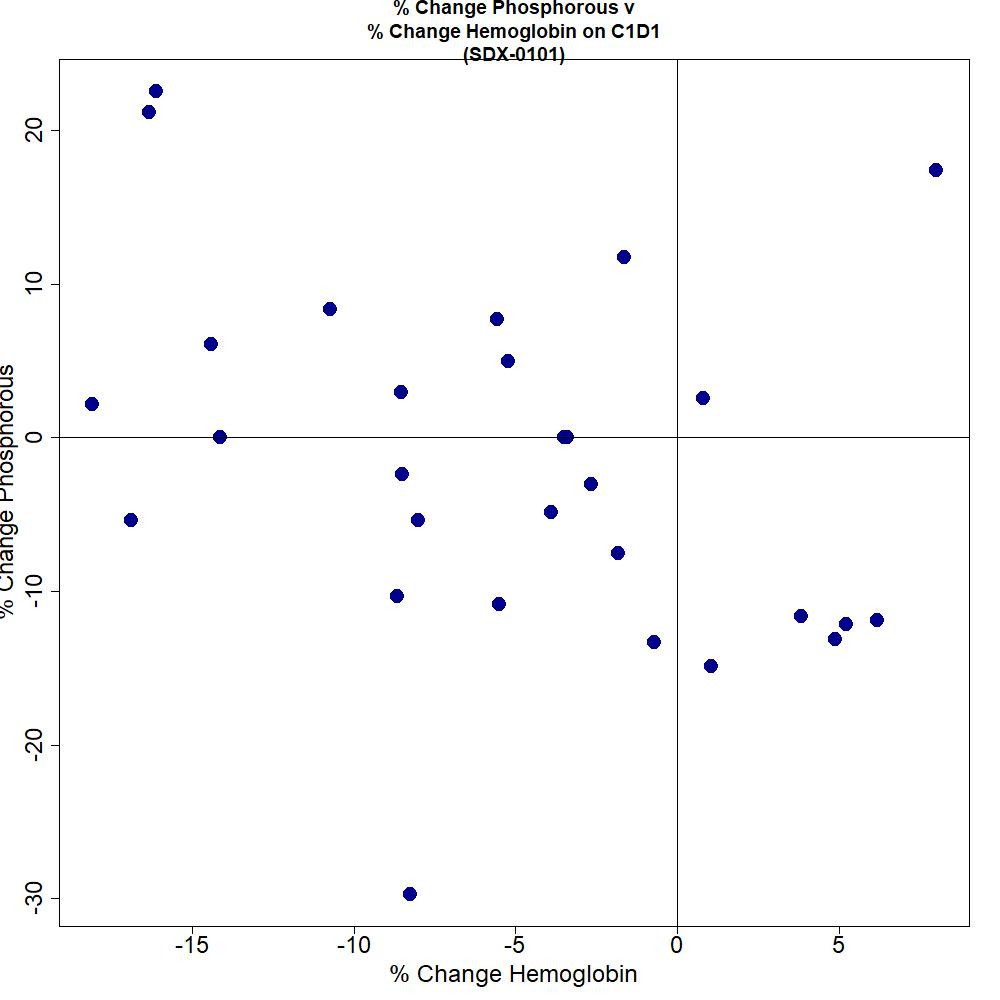 % Change Phosphorous v
% Change Hemoglobin on C1D1
(SDX-0101)
% Change Phosphorous
20
10
0
-10
-20
-30
-15
-10
-5
0
5
% Change Hemoglobin